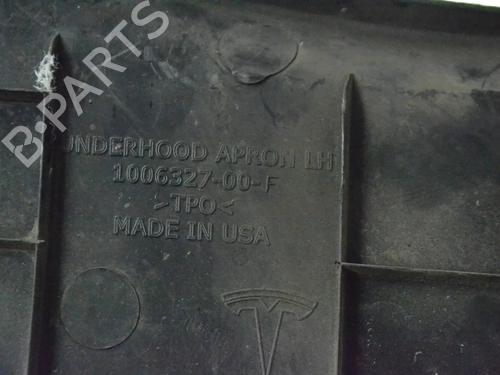 B-PARTS
UNDERHOOD APRON LH
1006327-00-F
>TPO<
MADE IN USA